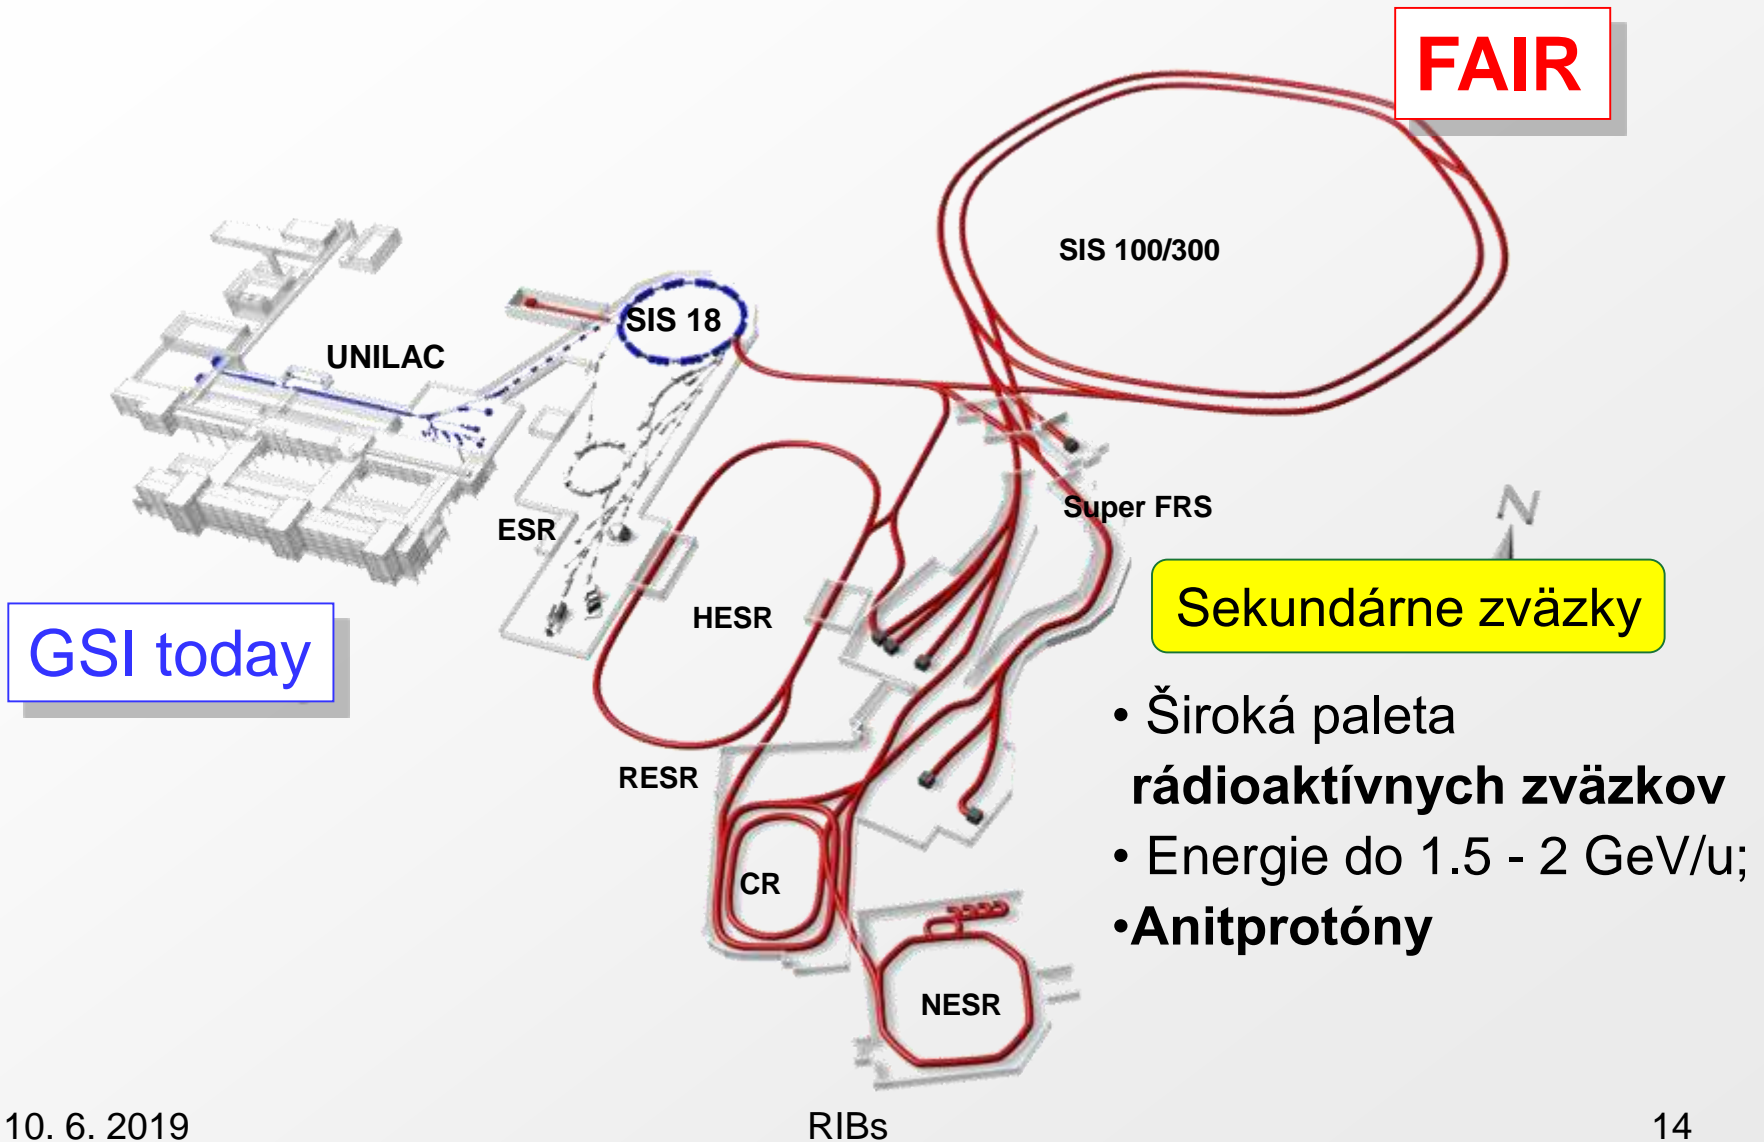 FAIR
SIS 100/300
SIS 18
UNILAC
Super FRS
N
ESR
HESR
GSI today
Sekundárne zväzky
• Široká paleta
rádioaktívnych zväzkov
• Energie do 1.5 - 2 GeV/u;
•Anitprotóny
RESR
CR
NESR
10. 6. 2019
RIBs
14